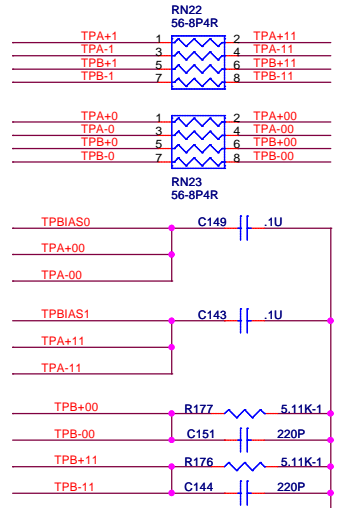 RN22
56-8P4R
TPA+1 1 2 TPA+11
TPA-1 3 4 TPA-11
TPB+1 5 6 TPB+11
TPB-1 7 8 TPB-11
TPA+0 1 2 TPA+00
TPA-0 3 4 TPA-00
TPB+0 5 6 TPB+00
TPB-0 7 8 TPB-00
RN23
56-8P4R
TPBIAS0 C149 .1U
TPA+00
TPA-00
TPBIAS1 C143 .1U
TPA+11
TPA-11
TPB+00 R177 5.11K-1
TPB-00 C151 220P
TPB+11 R176 5.11K-1
TPB-11 C144 220P